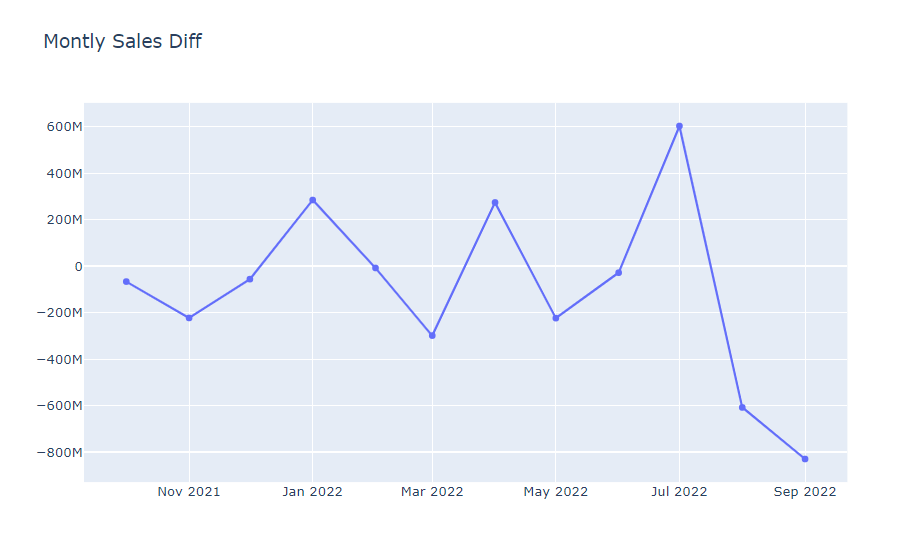 Montly Sales Diff
600M
400M
200M
0
−200M
−400M
−600M
−800M
Nov 2021 Jan 2022 Mar 2022 May 2022 Jul 2022 Sep 2022